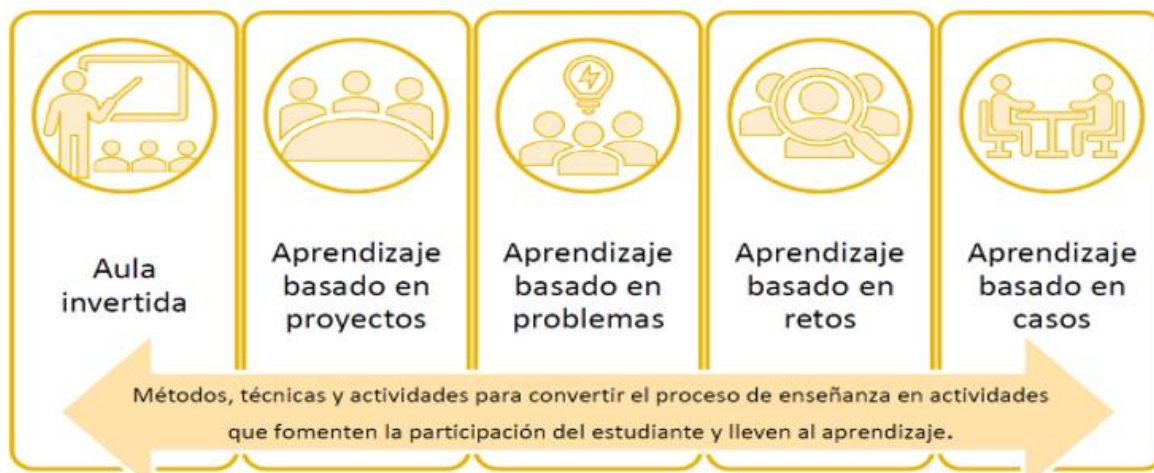 Aula
invertida
Aprendizaje
basado en
proyectos
Aprendizaje
basado en
problemas
Aprendizaje
basado en
retos
Aprendizaje
basado en
casos
Métodos, técnicas y actividades para convertir el proceso de enseñanza en actividades
que fomenten la participación del estudiante y lleven al aprendizaje.